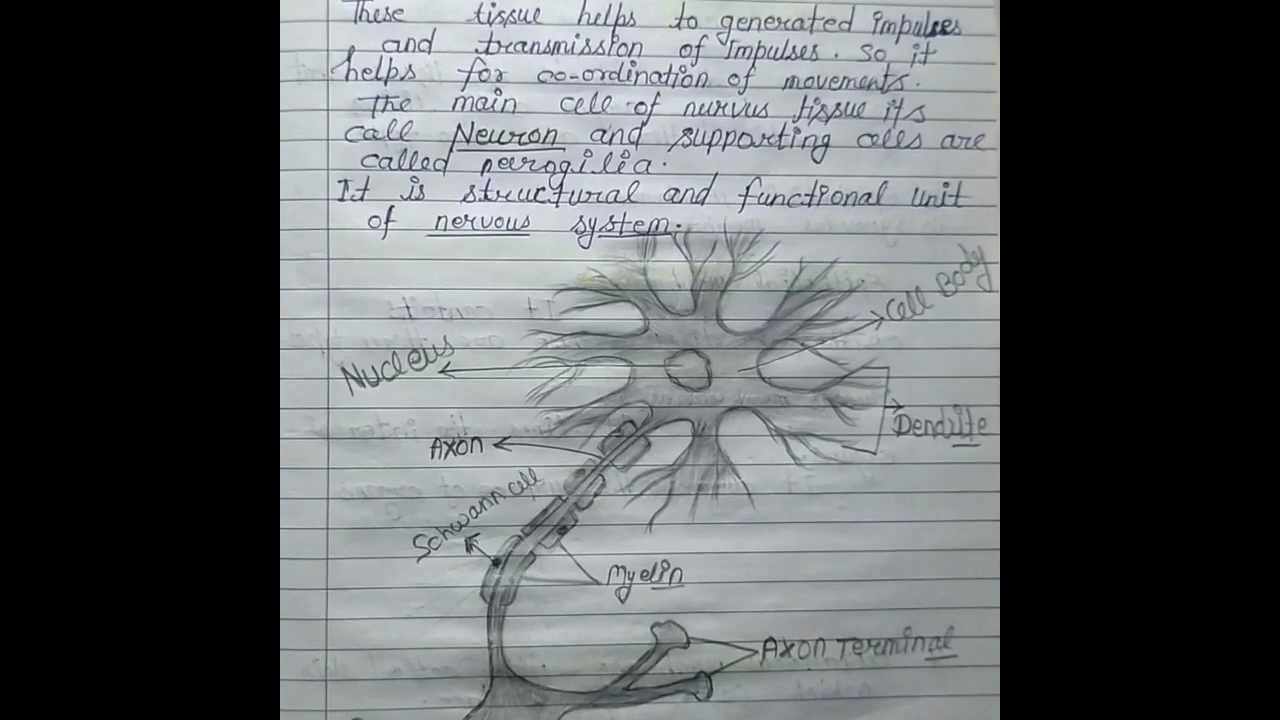 These tissue helps to generated impulses
and transmission of Impulses. so it
helps for co-ordination of movements.
The main cell of nurvus tissue it's
call Neuron and supporting cells are
called neerogilia.
It is structural and functional unit
of nervous system.
Cell Body
Nucleus
Dendrite
Axon
Schwann cell
Myelin
Axon Terminal